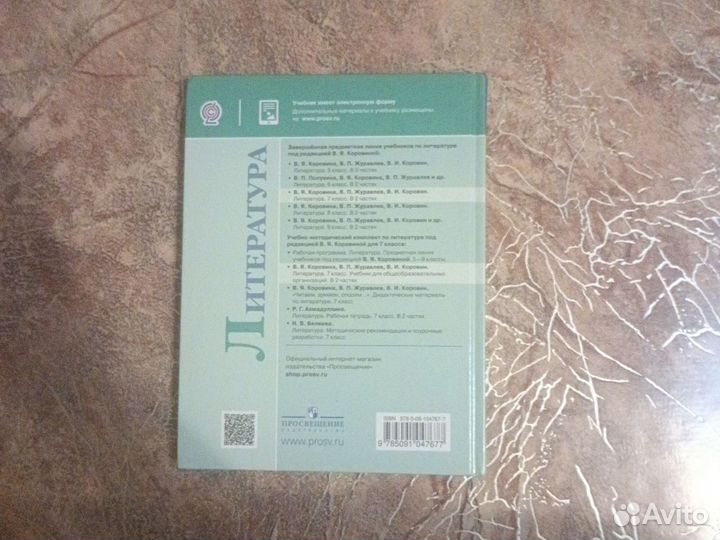 Учебник имеет электронную форму
Дополнительные материалы к учебнику размещены
на www.prosv.ru
ЛИТЕРАТУРА
Завершённая предметная линия учебников по литературе
под редакцией В. Я. Коровиной:
• В. Я. Коровина, В. П. Журавлев, В. И. Коровин.
Литература. 5 класс. В 2 частях
• В. П. Полухина, В. Я. Коровина, В. П. Журавлев и др.
Литература. 6 класс. В 2 частях
• В. Я. Коровина, В. П. Журавлев, В. И. Коровин.
Литература. 7 класс. В 2 частях
• В. Я. Коровина, В. П. Журавлев, В. И. Коровин.
Литература. 8 класс. В 2 частях
• В. Я. Коровина, В. П. Журавлев, В. И. Коровин и др.
Литература. 9 класс. В 2 частях
Учебно-методический комплект по литературе под
редакцией В. Я. Коровиной для 7 класса:
• Рабочая программа. Литература. Предметная линия
учебников под редакцией В. Я. Коровиной. 5–9 классы
• В. Я. Коровина, В. П. Журавлев, В. И. Коровин.
Литература. 7 класс. Учебник для общеобразовательных
организаций. В 2 частях
• В. Я. Коровина, В. П. Журавлев, В. И. Коровин.
«Читаем, думаем, спорим...». Дидактические материалы
по литературе. 7 класс
• Р. Г. Ахмадуллина.
Литература. Рабочая тетрадь. 7 класс. В 2 частях
• Н. В. Беляева.
Литература. Методические рекомендации и поурочные
разработки. 7 класс
Официальный интернет-магазин
издательства «Просвещение»
shop.prosv.ru
ПРОСВЕЩЕНИЕ
ИЗДАТЕЛЬСТВО
www.prosv.ru
ISBN 978-5-09-104767-7
9 785091 047677
Avito